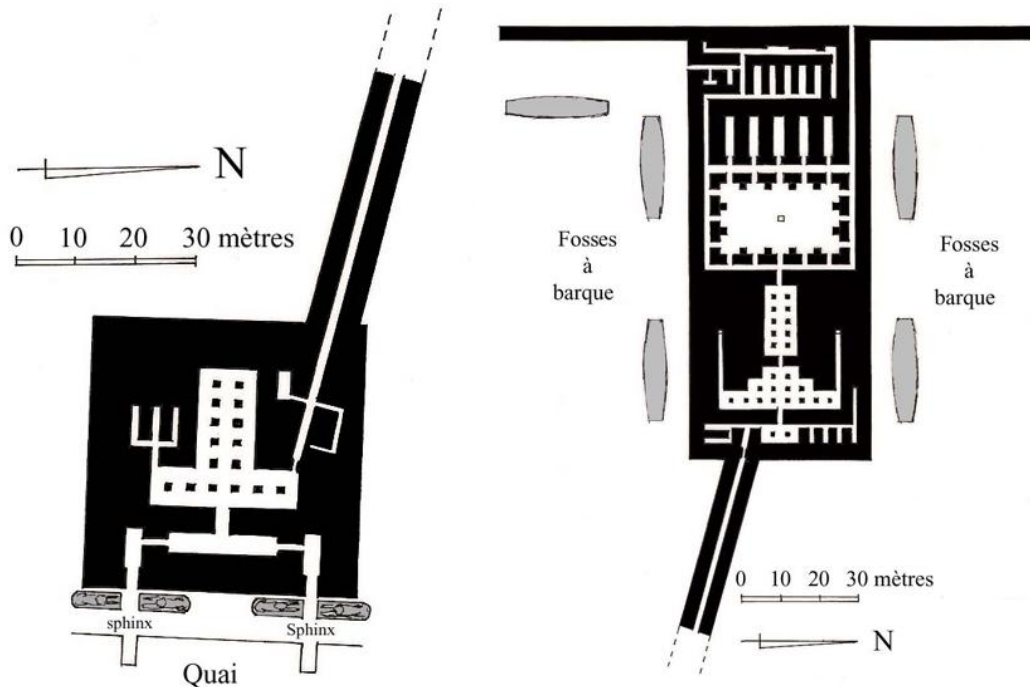 N
0 10 20 30 mètres
sphinx
Sphinx
Quai
Fosses
à
barque
Fosses
à
barque
0 10 20 30 mètres
N